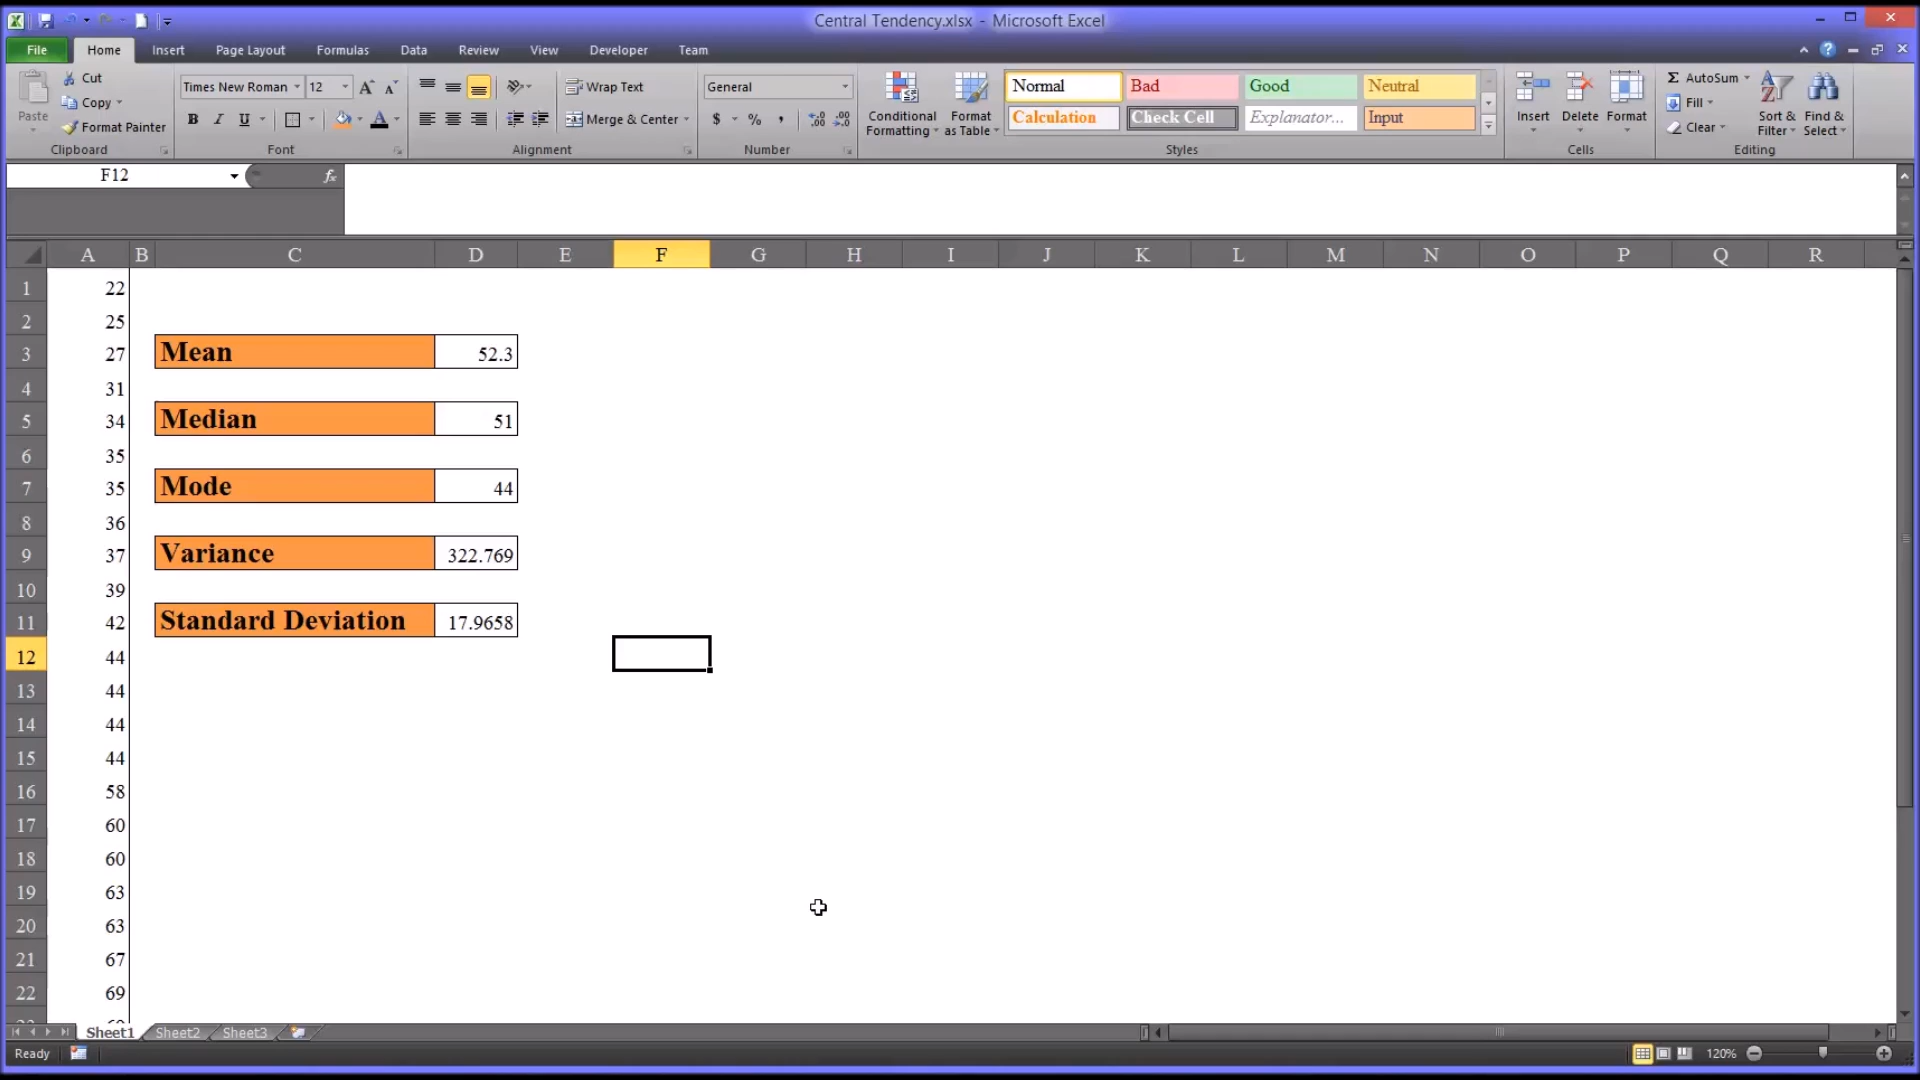 Central Tendency.xlsx - Microsoft Excel
File Home Insert Page Layout Formulas Data Review View Developer Team
Paste
Cut
Copy
Format Painter
Clipboard
Times New Roman 12
B I U A
Font
Wrap Text
Merge & Center
Alignment
General
$ % ,
Number
Conditional Formatting
Format as Table
Normal Bad Good Neutral
Calculation Check Cell Explanator... Input
Styles
Insert Delete Format
Cells
Σ AutoSum
Fill
Clear
Sort & Filter
Find & Select
Editing
F12 fx
A B C D E F G H I J K L M N O P Q R
1 22
2 25
3 27 Mean 52.3
4 31
5 34 Median 51
6 35
7 35 Mode 44
8 36
9 37 Variance 322.769
10 39
11 42 Standard Deviation 17.9658
12 44
13 44
14 44
15 44
16 58
17 60
18 60
19 63
20 63
21 67
22 69
Sheet1 Sheet2 Sheet3
Ready 120%